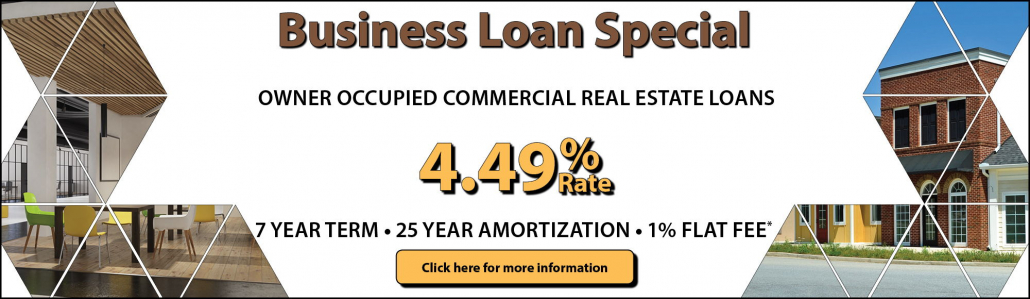 Business Loan Special
OWNER OCCUPIED COMMERCIAL REAL ESTATE LOANS
4.49% Rate
7 YEAR TERM • 25 YEAR AMORTIZATION • 1% FLAT FEE*
Click here for more information